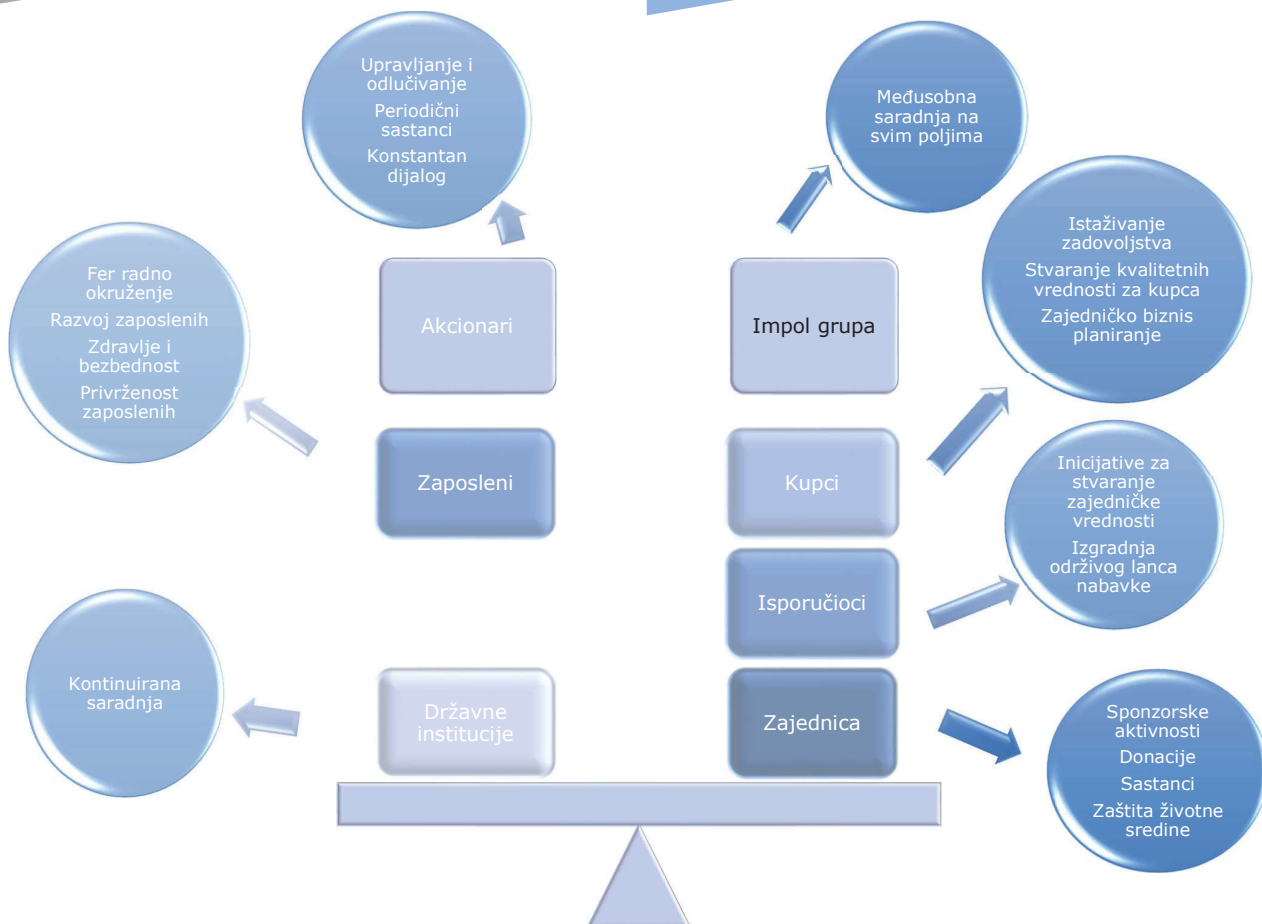 Upravljanje i
odlučivanje
Periodični
sastanci
Konstantan
dijalog
Akcionari
Fer radno
okruženje
Razvoj zaposlenih
Zdravlje i
bezbednost
Privrženost
zaposlenih
Zaposleni
Kontinuirana
saradnja
Državne
institucije
Međusobna
saradnja na
svim poljima
Impol grupa
Istaživanje
zadovoljstva
Stvaranje kvalitetnih
vrednosti za kupca
Zajedničko biznis
planiranje
Kupci
Inicijative za
stvaranje
zajedničke
vrednosti
Izgradnja
održivog lanca
nabavke
Isporučioci
Zajednica
Sponzorske
aktivnosti
Donacije
Sastanci
Zaštita životne
sredine